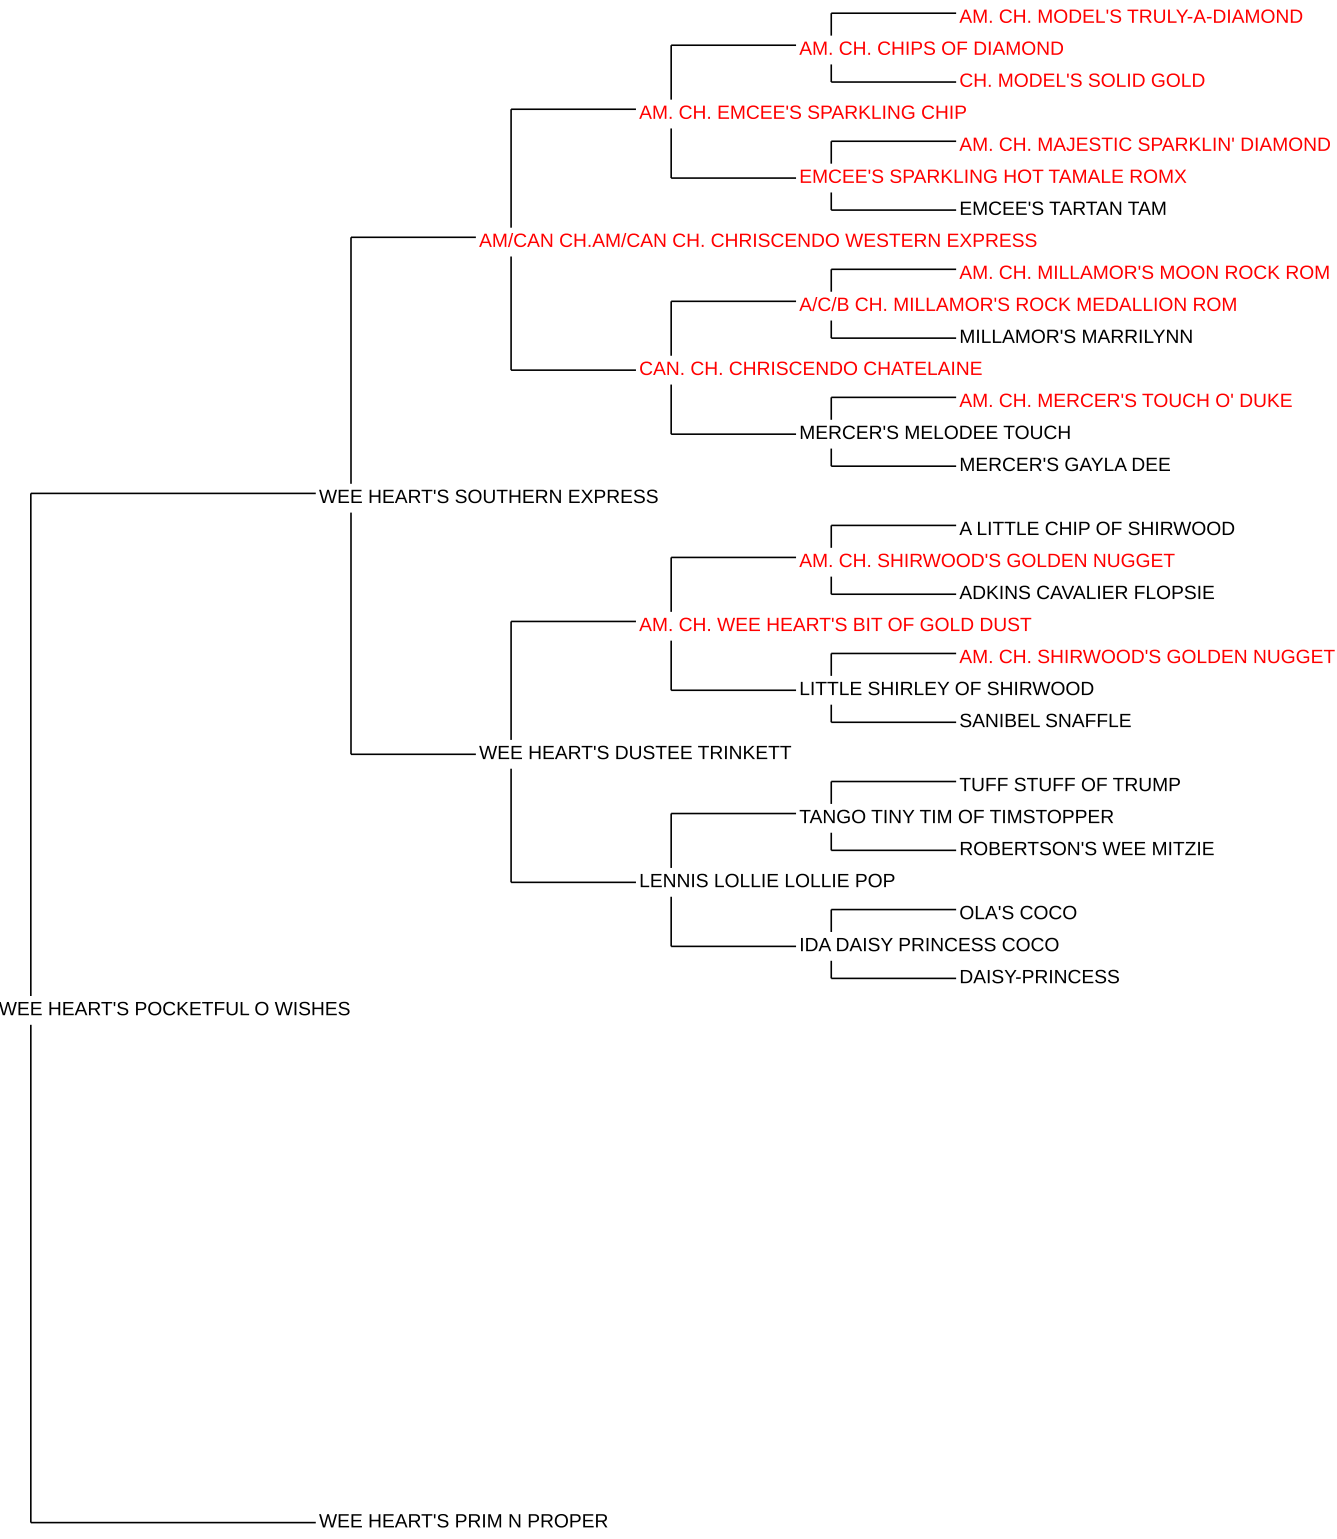 AM. CH. MODEL'S TRULY-A-DIAMOND
AM. CH. CHIPS OF DIAMOND
CH. MODEL'S SOLID GOLD
AM. CH. EMCEE'S SPARKLING CHIP
AM. CH. MAJESTIC SPARKLIN' DIAMOND
EMCEE'S SPARKLING HOT TAMALE ROMX
EMCEE'S TARTAN TAM
AM/CAN CH.AM/CAN CH. CHRISCENDO WESTERN EXPRESS
AM. CH. MILLAMOR'S MOON ROCK ROM
A/C/B CH. MILLAMOR'S ROCK MEDALLION ROM
MILLAMOR'S MARRILYNN
CAN. CH. CHRISCENDO CHATELAINE
AM. CH. MERCER'S TOUCH O' DUKE
MERCER'S MELODEE TOUCH
MERCER'S GAYLA DEE
WEE HEART'S SOUTHERN EXPRESS
A LITTLE CHIP OF SHIRWOOD
AM. CH. SHIRWOOD'S GOLDEN NUGGET
ADKINS CAVALIER FLOPSIE
AM. CH. WEE HEART'S BIT OF GOLD DUST
AM. CH. SHIRWOOD'S GOLDEN NUGGET
LITTLE SHIRLEY OF SHIRWOOD
SANIBEL SNAFFLE
WEE HEART'S DUSTEE TRINKETT
TUFF STUFF OF TRUMP
TANGO TINY TIM OF TIMSTOPPER
ROBERTSON'S WEE MITZIE
LENNIS LOLLIE LOLLIE POP
OLA'S COCO
IDA DAISY PRINCESS COCO
DAISY-PRINCESS
WEE HEART'S POCKETFUL O WISHES
WEE HEART'S PRIM N PROPER